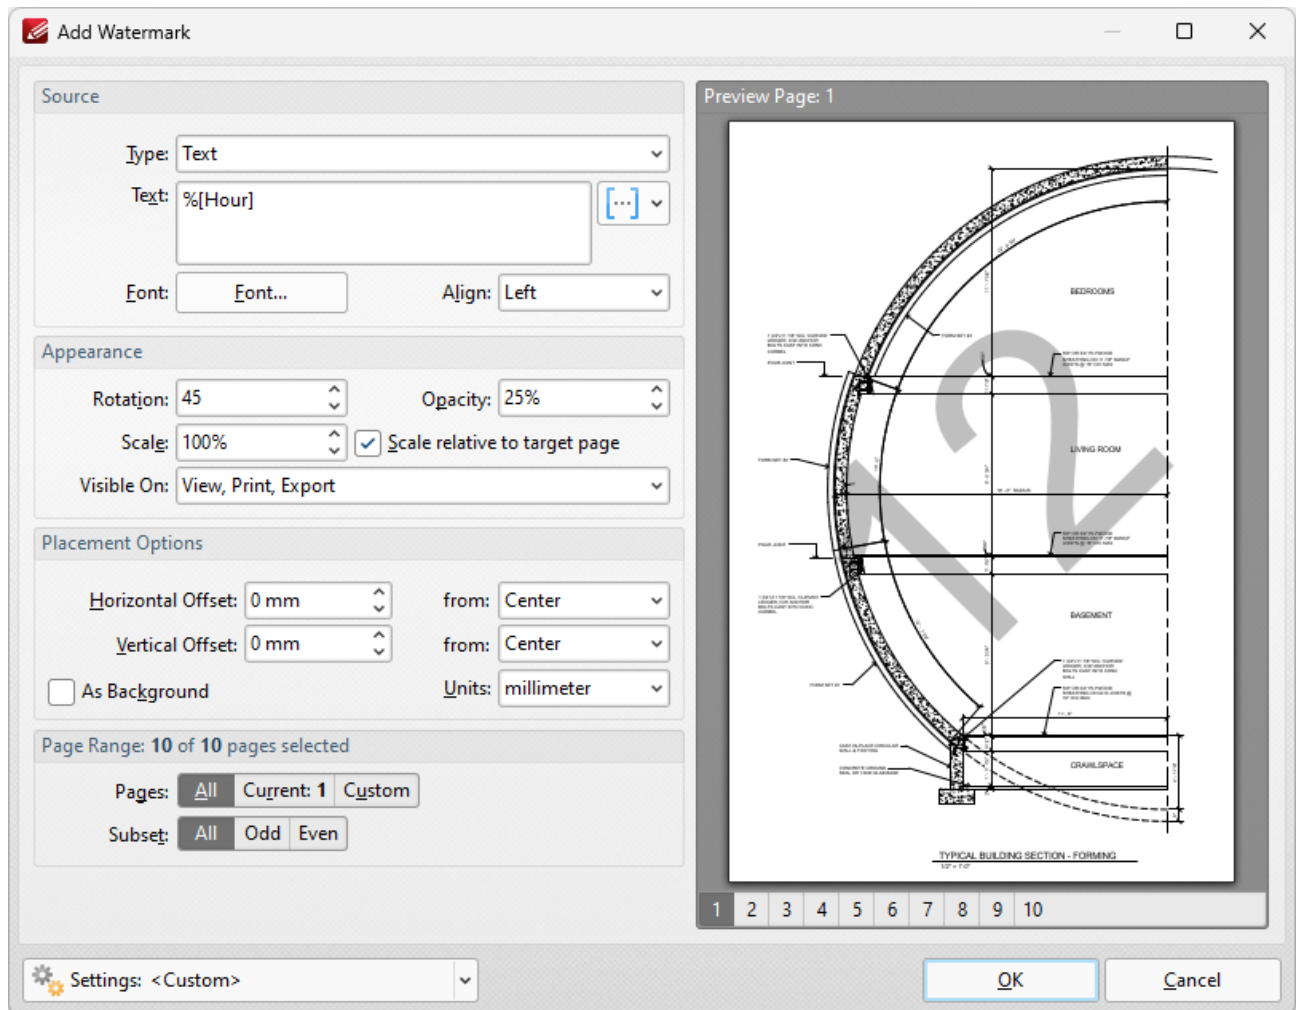 Add Watermark
Source
Type: Text
Text: %[Hour]
Font: Font... Align: Left
Appearance
Rotation: 45 Opacity: 25%
Scale: 100% Scale relative to target page
Visible On: View, Print, Export
Placement Options
Horizontal Offset: 0 mm from: Center
Vertical Offset: 0 mm from: Center
As Background Units: millimeter
Page Range: 10 of 10 pages selected
Pages: All Current: 1 Custom
Subset: All Odd Even
Preview Page: 1
BEDROOMS
LIVING ROOM
12
BASEMENT
CRAWLSPACE
TYPICAL BUILDING SECTION - FORMING
1 2 3 4 5 6 7 8 9 10
Settings: <Custom>
OK Cancel